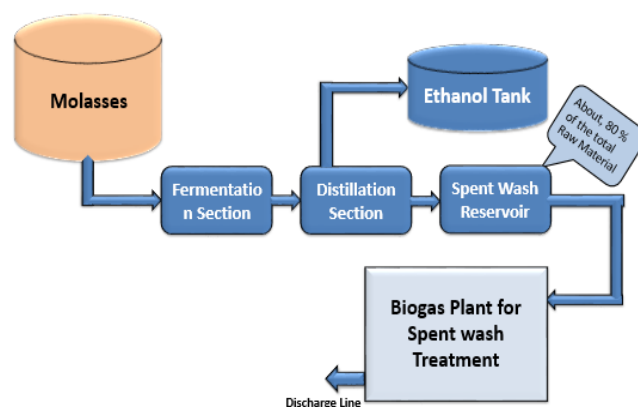 Molasses
Ethanol Tank
About, 80 %
of the total
Raw Material
Fermentatio
n Section
Distillation
Section
Spent Wash
Reservoir
Biogas Plant for
Spent wash
Treatment
Discharge Line